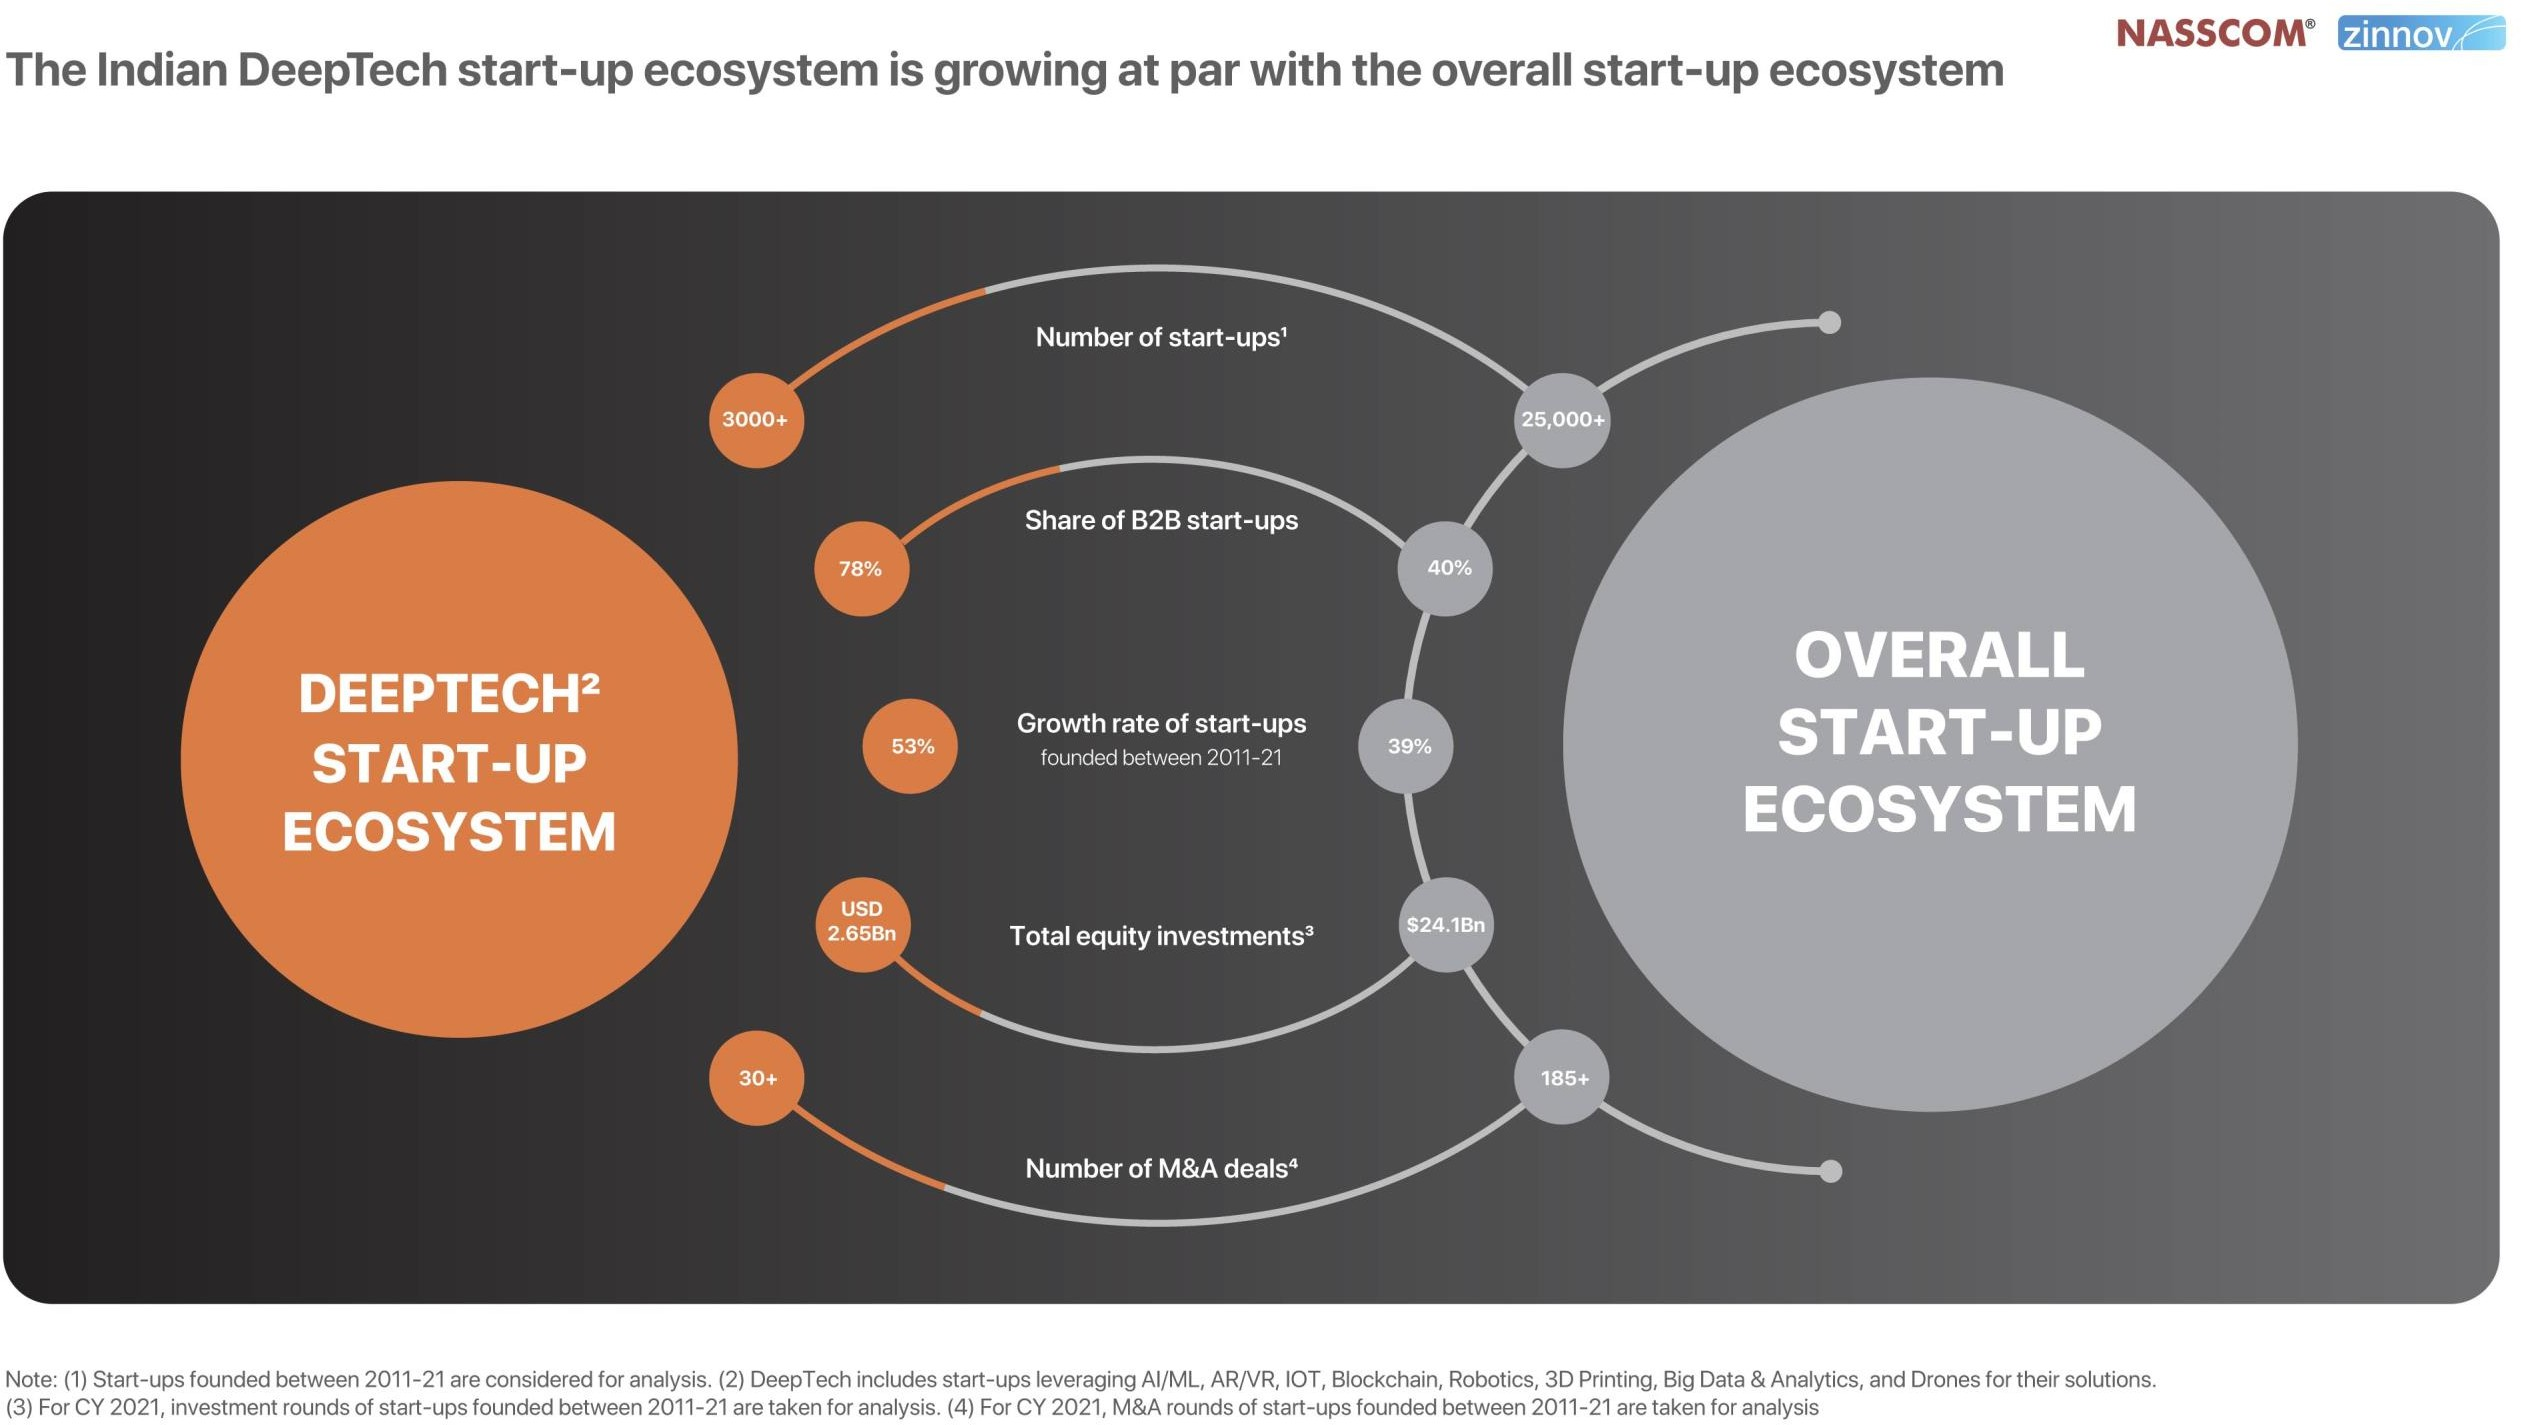 NASSCOM®
zinnov
The Indian DeepTech start-up ecosystem is growing at par with the overall start-up ecosystem
Number of start-ups¹
3000+
25,000+
Share of B2B start-ups
78%
40%
DEEPTECH²
START-UP
ECOSYSTEM
OVERALL
START-UP
ECOSYSTEM
Growth rate of start-ups
founded between 2011-21
53%
39%
USD
2.65Bn
Total equity investments³
$24.1Bn
30+
185+
Number of M&A deals⁴
Note: (1) Start-ups founded between 2011-21 are considered for analysis. (2) DeepTech includes start-ups leveraging AI/ML, AR/VR, IOT, Blockchain, Robotics, 3D Printing, Big Data & Analytics, and Drones for their solutions.
(3) For CY 2021, investment rounds of start-ups founded between 2011-21 are taken for analysis. (4) For CY 2021, M&A rounds of start-ups founded between 2011-21 are taken for analysis